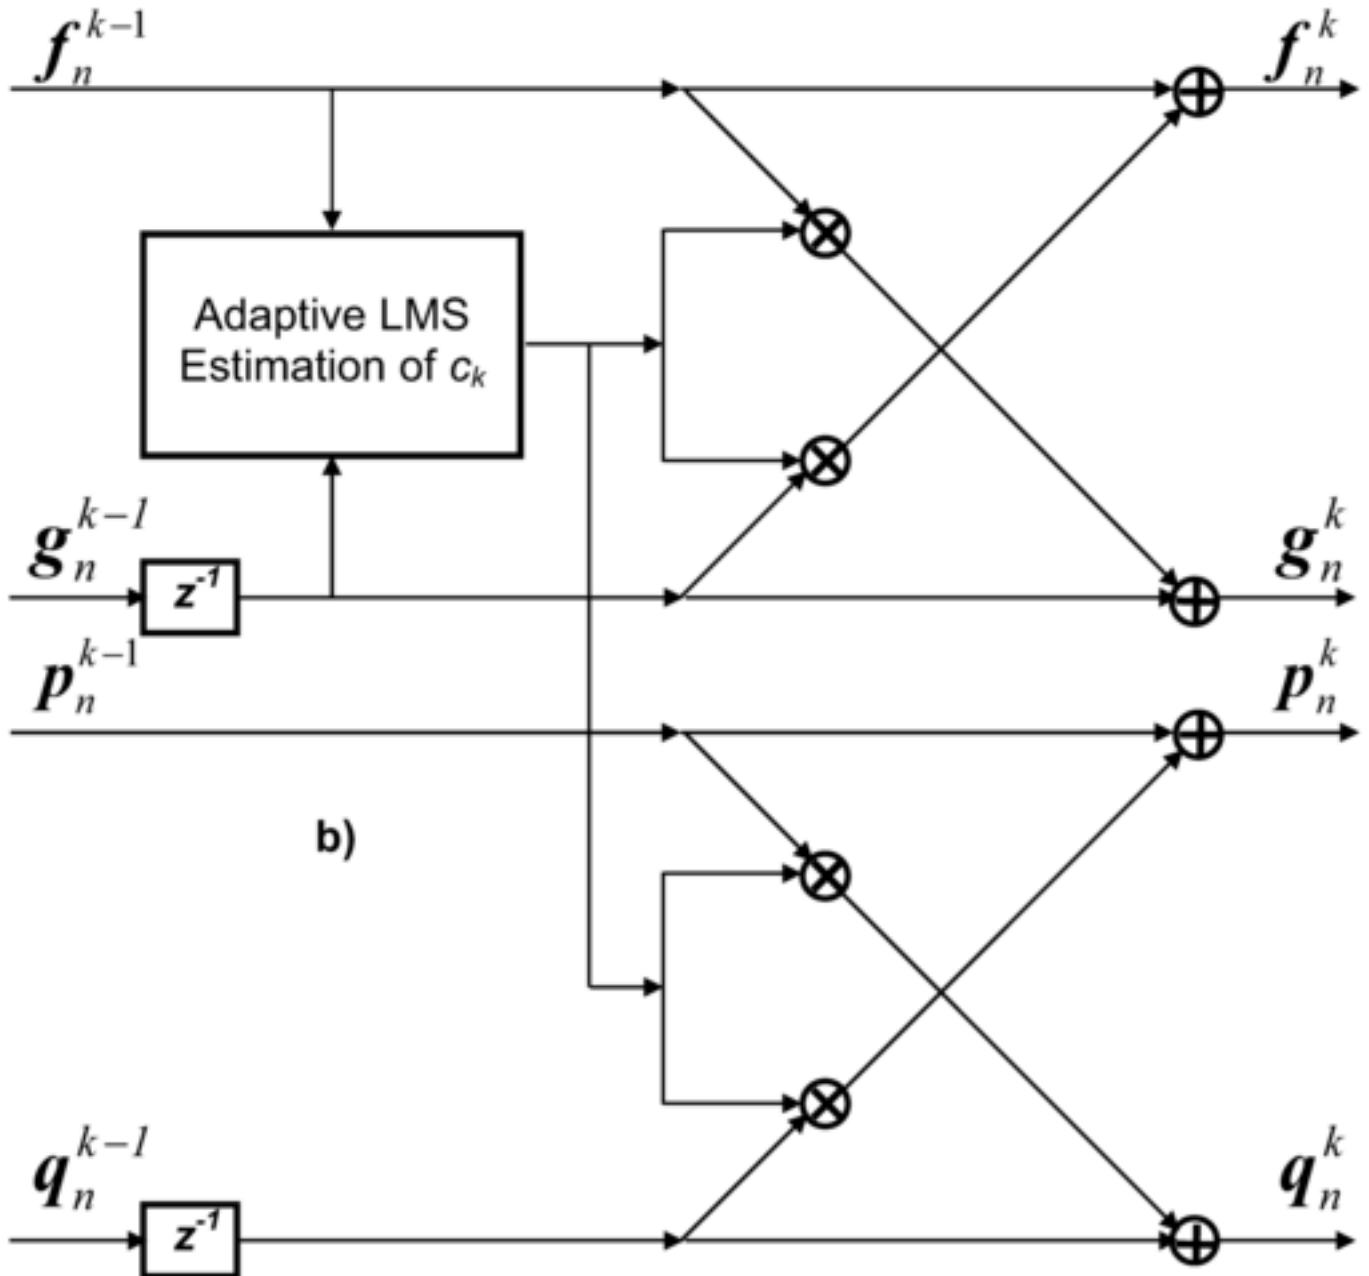 f_n^{k-1} f_n^k
Adaptive LMS
Estimation of c_k
g_n^{k-1} g_n^k
z^{-1}
p_n^{k-1} p_n^k
b)
q_n^{k-1} q_n^k
z^{-1}